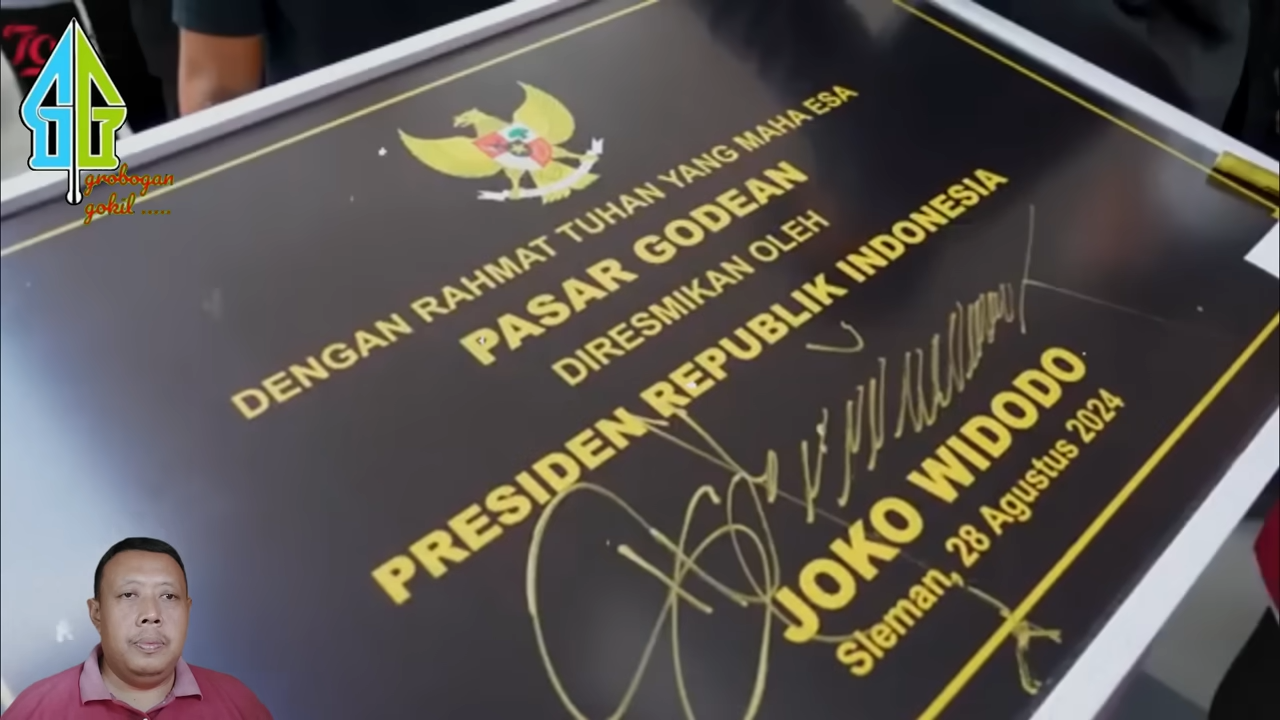 grobogan
gokil .....
DENGAN RAHMAT TUHAN YANG MAHA ESA
PASAR GODEAN
DIRESMIKAN OLEH
PRESIDEN REPUBLIK INDONESIA
JOKO WIDODO
Sleman, 28 Agustus 2024